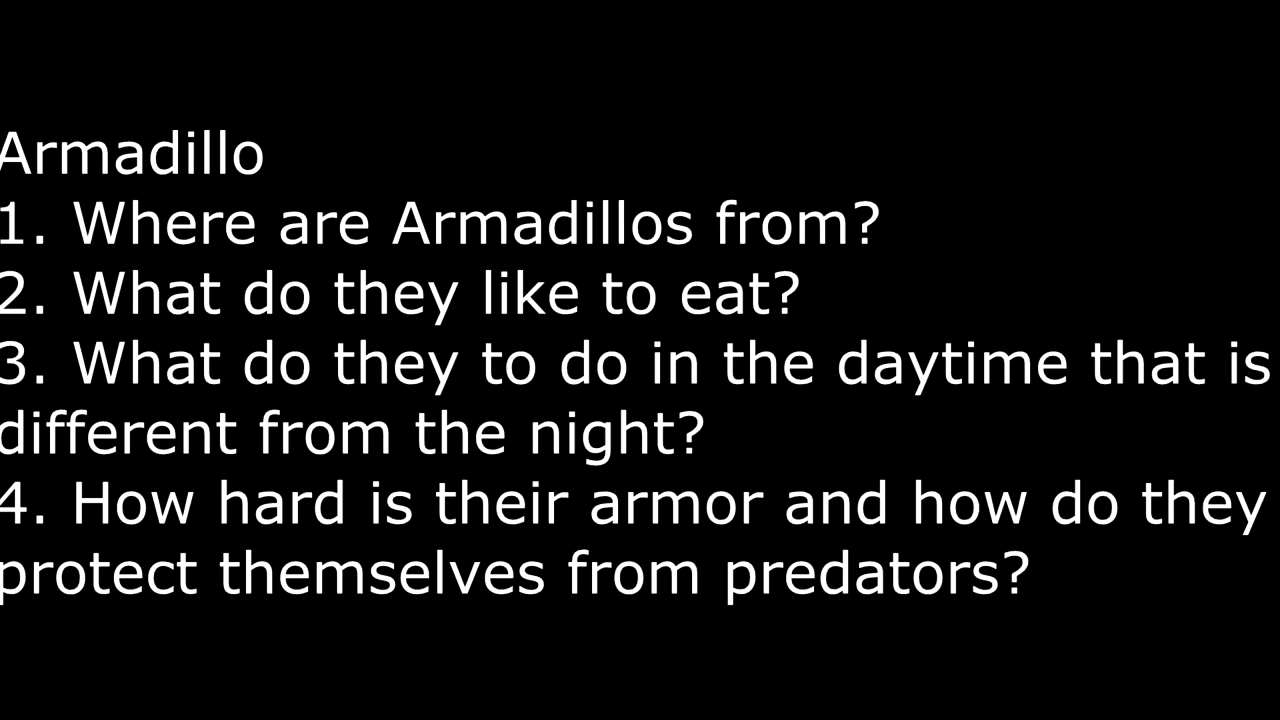 Armadillo
1. Where are Armadillos from?
2. What do they like to eat?
3. What do they to do in the daytime that is
different from the night?
4. How hard is their armor and how do they
protect themselves from predators?